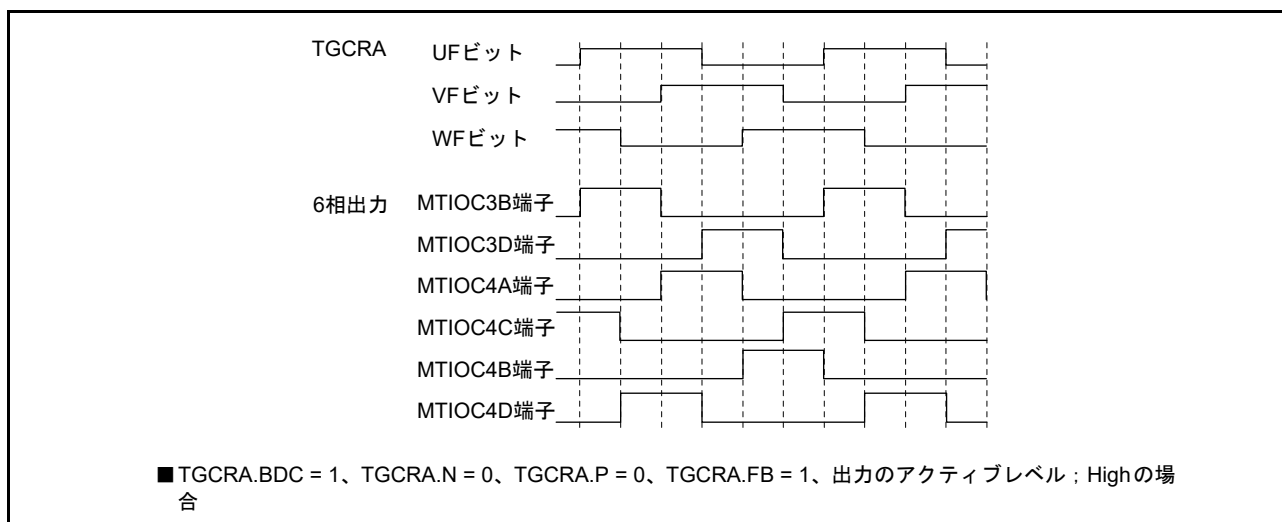 TGCRA UFビット
VFビット
WFビット
6相出力 MTIOC3B端子
MTIOC3D端子
MTIOC4A端子
MTIOC4C端子
MTIOC4B端子
MTIOC4D端子
■TGCRA.BDC = 1、TGCRA.N = 0、TGCRA.P = 0、TGCRA.FB = 1、出力のアクティブレベル；Highの場
合